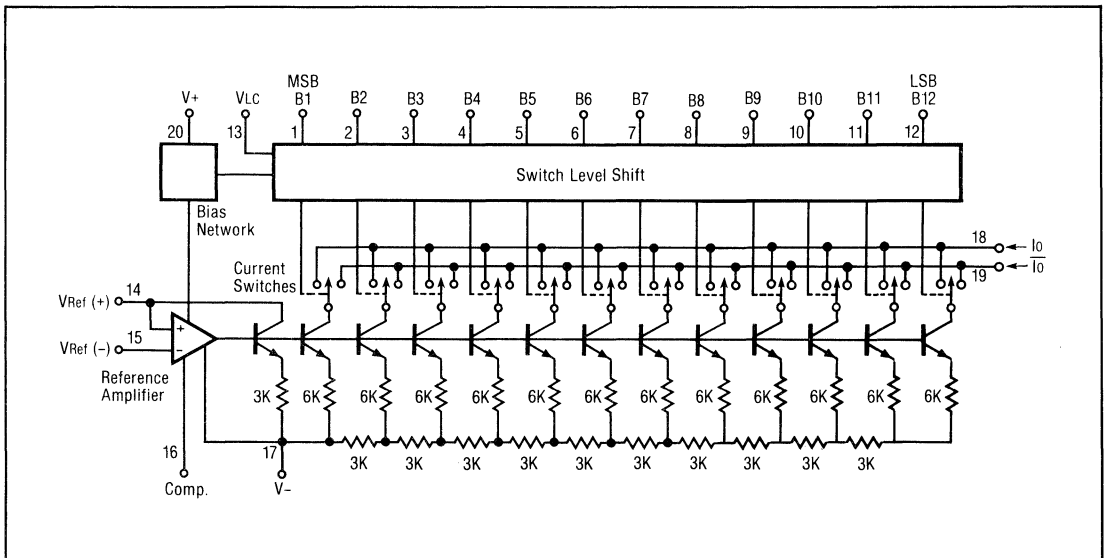 MSB LSB
V+ VLC B1 B2 B3 B4 B5 B6 B7 B8 B9 B10 B11 B12
20 13 1 2 3 4 5 6 7 8 9 10 11 12
Switch Level Shift
Bias
Network
18 Io
Current
Switches
19 Io
VRef (+) 14
+
VRef (–) 15
–
Reference
Amplifier
3K 6K 6K 6K 6K 6K 6K 6K 6K 6K 6K 6K 6K
16 17
3K 3K 3K 3K 3K 3K 3K 3K 3K 3K
Comp. V–